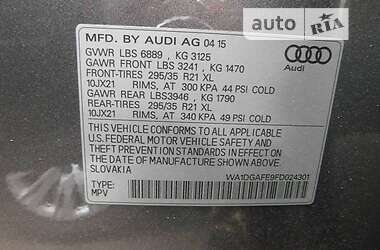 auto RIA
MFD. BY AUDI AG 04 15
GVWR LBS 6889 , KG 3125
GAWR FRONT LBS 3241 , KG 1470
FRONT-TIRES 295/35 R21 XL
10JX21 RIMS, AT 300 KPA 44 PSI COLD
GAWR REAR LBS3946 , KG 1790
REAR-TIRES 295/35 R21 XL
10JX21 RIMS, AT 340 KPA 49 PSI COLD
Audi
THIS VEHICLE CONFORMS TO ALL APPLICABLE
U.S. FEDERAL MOTOR VEHICLE SAFETY AND
THEFT PREVENTION STANDARDS IN EFFECT ON
THE DATE OF MANUFACTURE SHOWN ABOVE.
SLOVAKIA
WA1DGAFE9FD024301
TYPE:
MPV